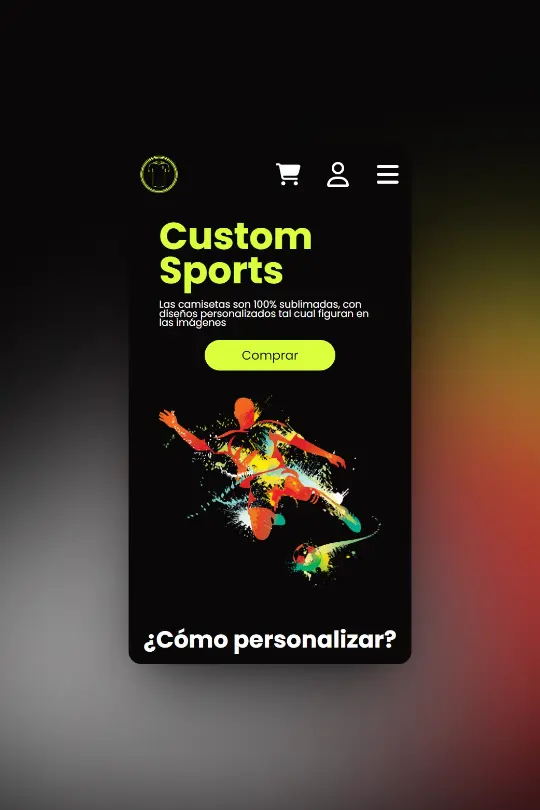 Custom
Sports
Las camisetas son 100% sublimadas, con
diseños personalizados tal cual figuran en
las imágenes
Comprar
¿Cómo personalizar?